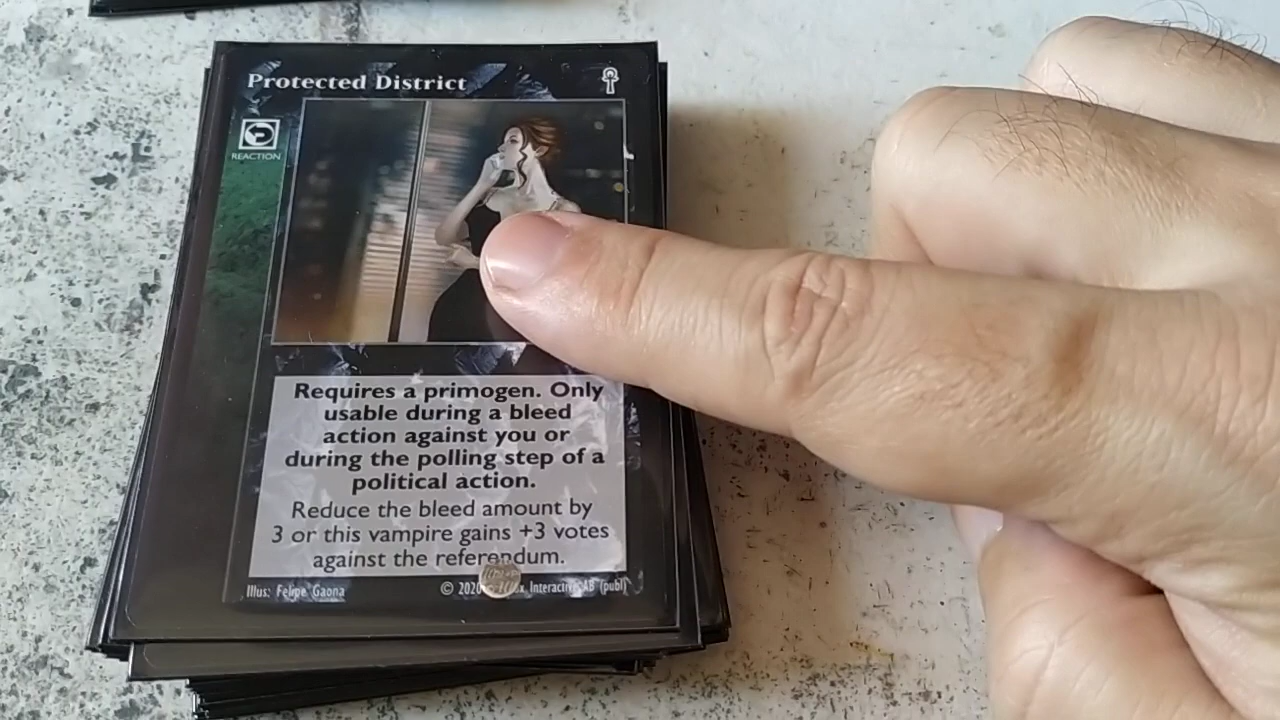 Protected District
REACTION
Requires a primogen. Only
usable during a bleed
action against you or
during the polling step of a
political action.
Reduce the bleed amount by
3 or this vampire gains +3 votes
against the referendum.
Illus: Felipe Gaona
© 2020 Interactive AB (publ)